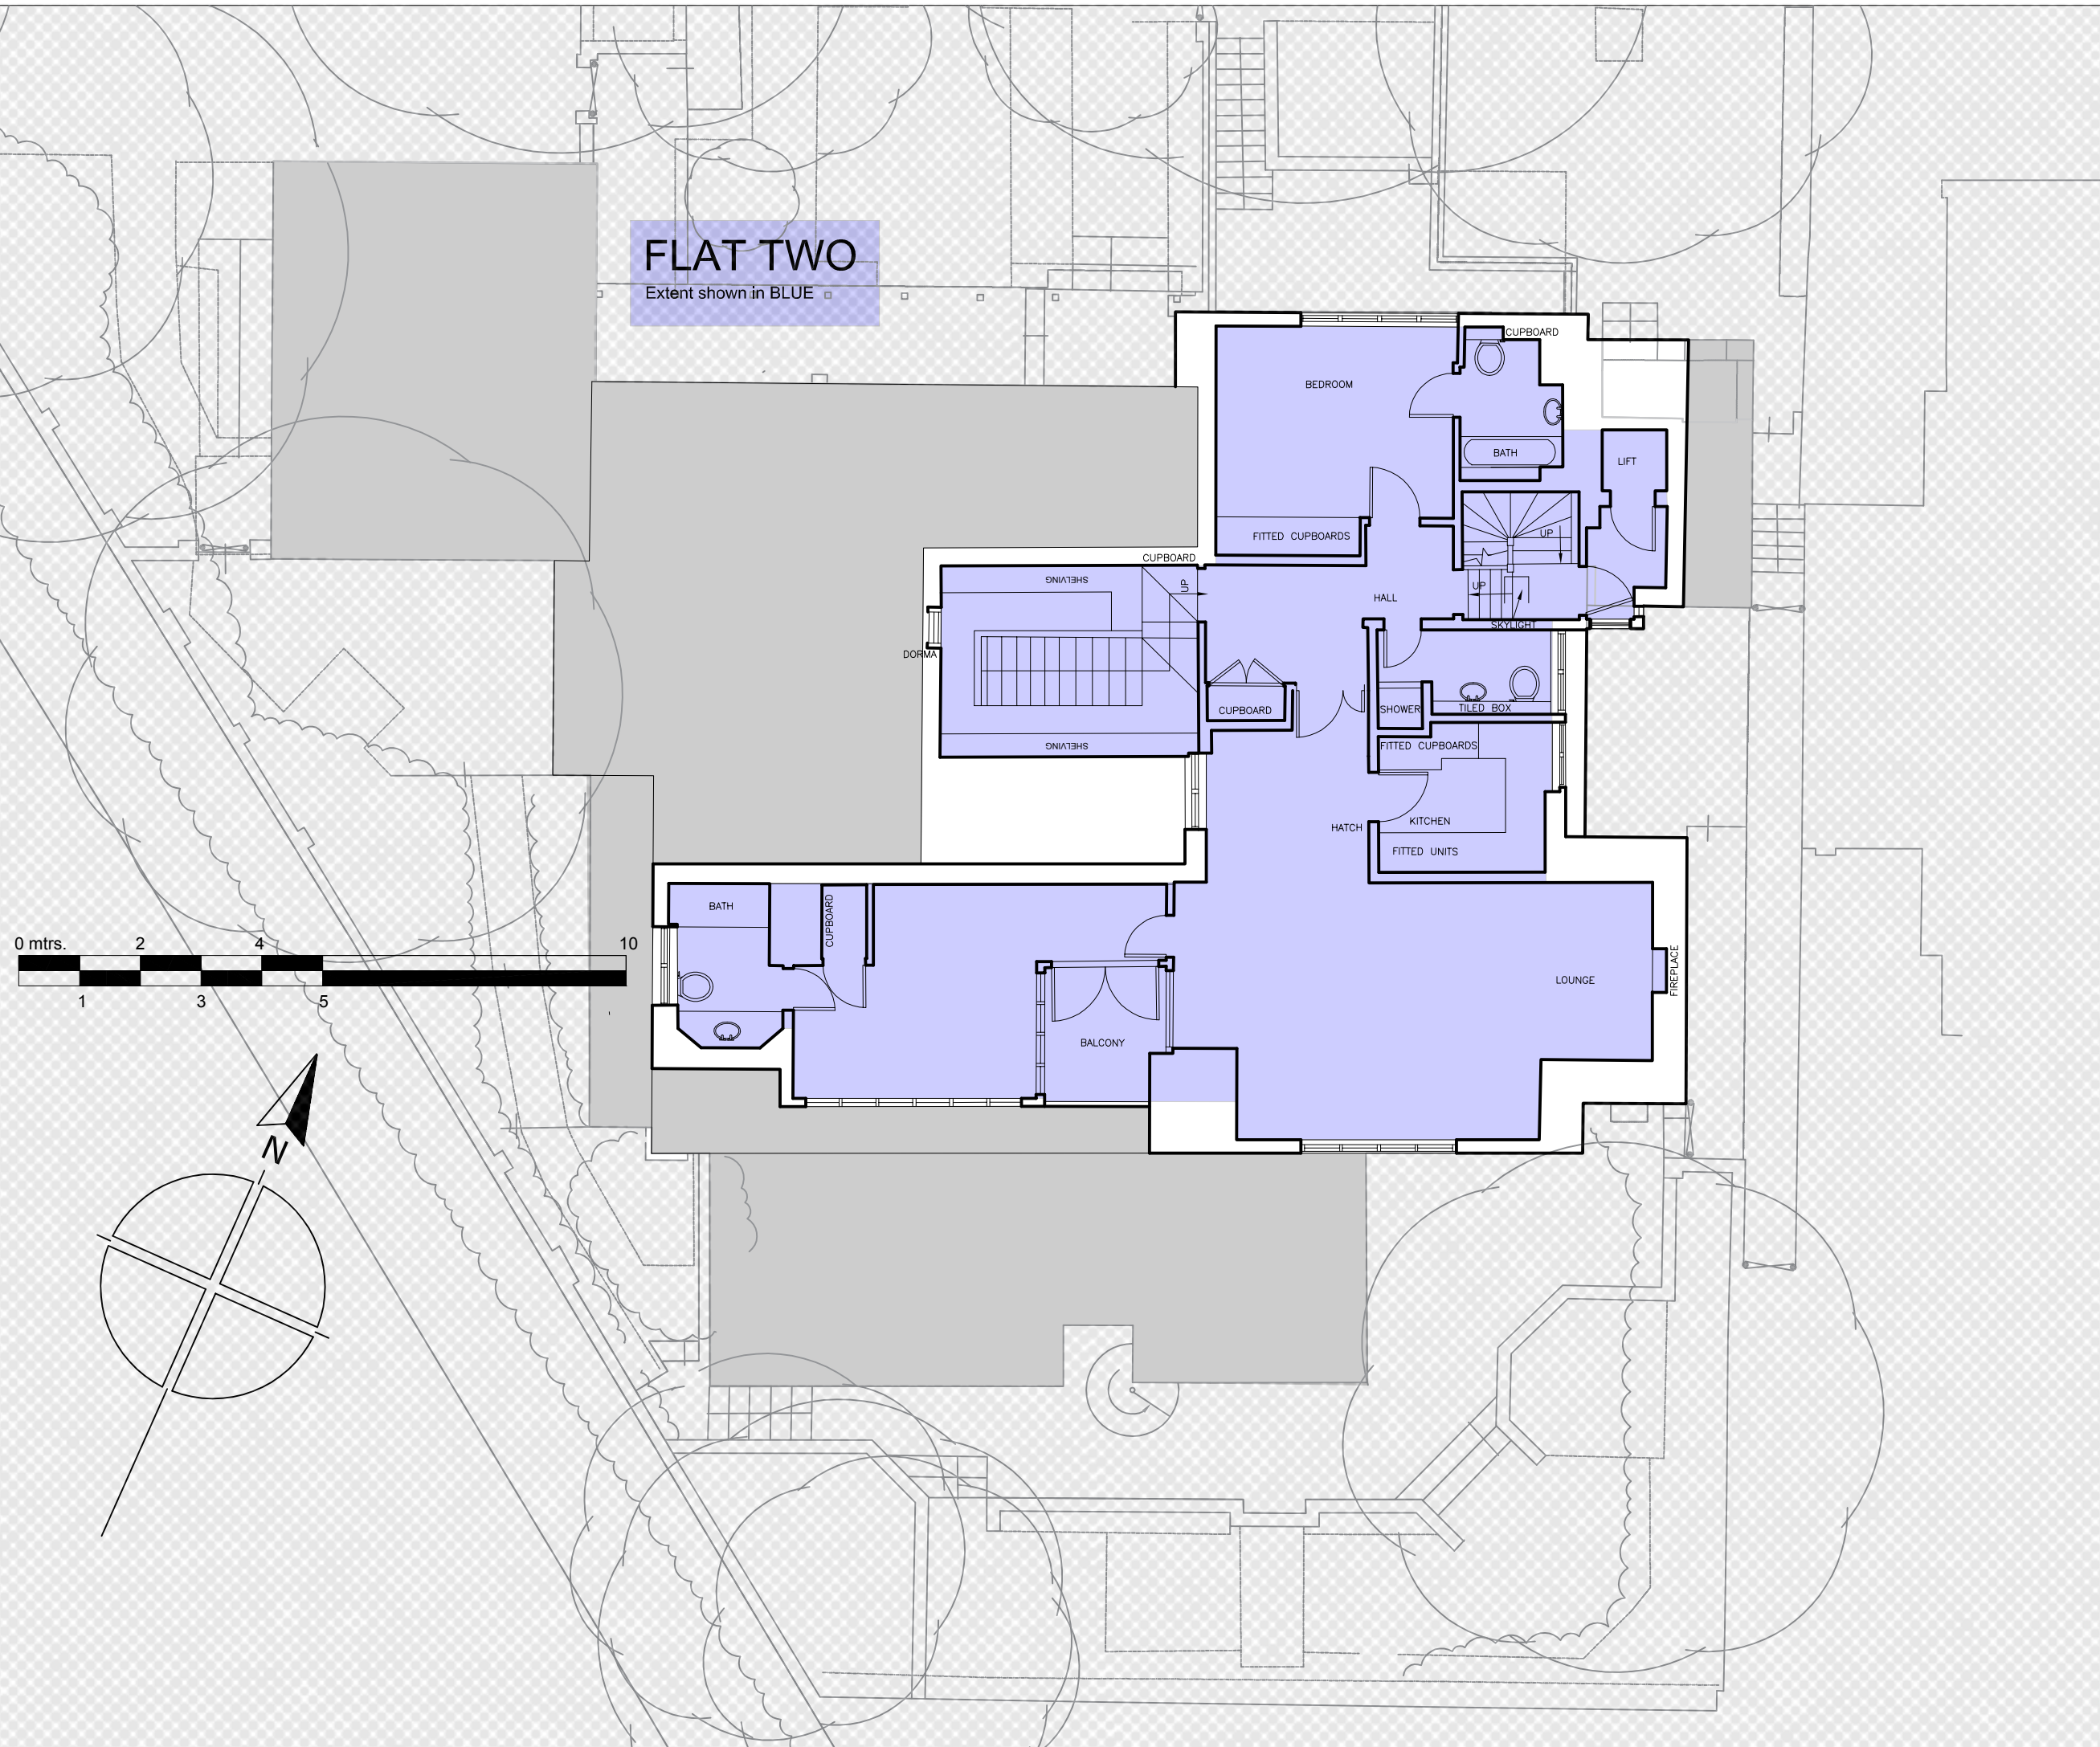 FLAT TWO
Extent shown in BLUE
CUPBOARD
BEDROOM
BATH
LIFT
FITTED CUPBOARDS
UP
CUPBOARD
SHELVING
UP
UP
HALL
SKYLIGHT
DORMA
CUPBOARD
SHOWER
TILED BOX
SHELVING
FITTED CUPBOARDS
HATCH
KITCHEN
FITTED UNITS
BATH
CUPBOARD
LOUNGE
FIREPLACE
BALCONY
0 mtrs.
2
4
10
1
3
5
N